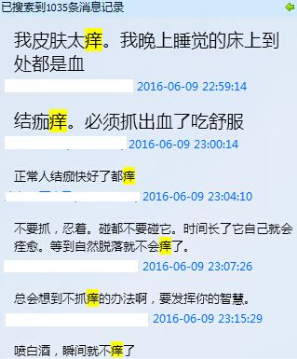 已搜索到1035条消息记录
我皮肤太痒。我晚上睡觉的床上到
处都是血
2016-06-09 22:59:14
结痂痒。必须抓出血了吃舒服
2016-06-09 23:00:14
正常人结痂快好了都痒
2016-06-09 23:04:10
不要抓，忍着。碰都不要碰它。时间长了它自己就会
痊愈。等到自然脱落就不会痒了。
2016-06-09 23:07:26
总会想到不抓痒的办法啊，要发挥你的智慧。
2016-06-09 23:15:29
喷白酒，瞬间就不痒了